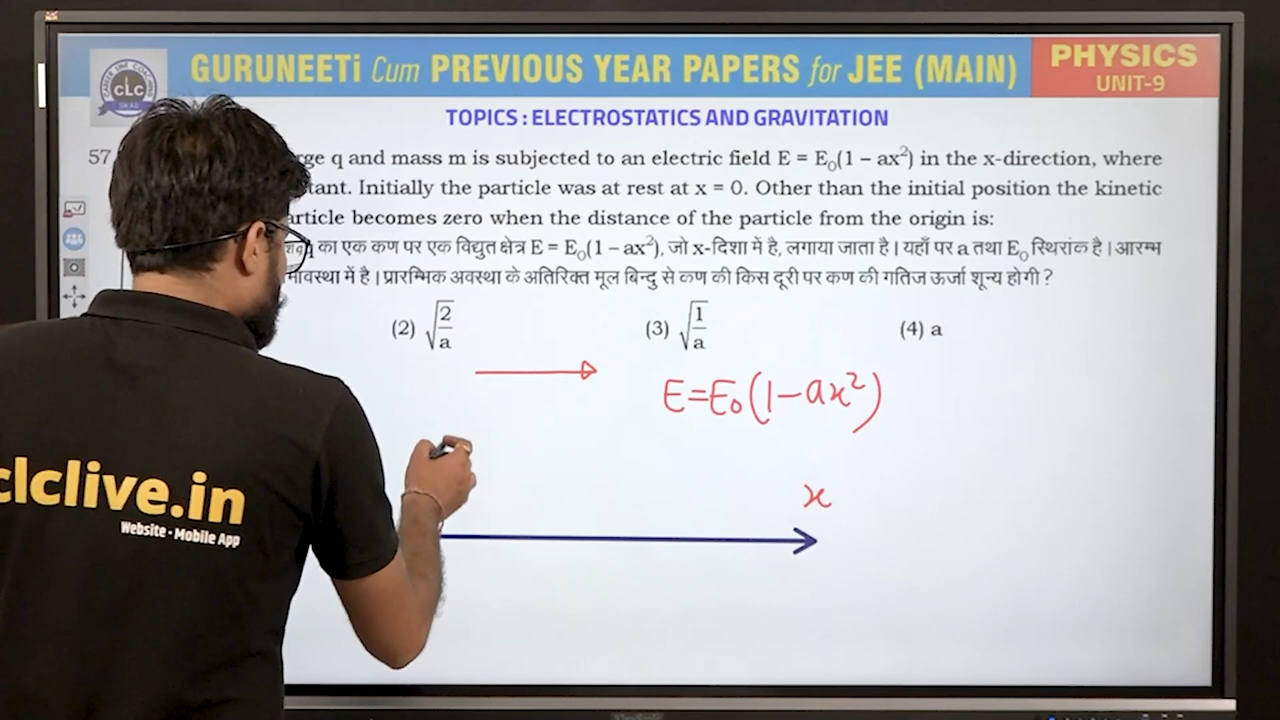 GURUNEETi Cum PREVIOUS YEAR PAPERS for JEE (MAIN)
PHYSICS
UNIT-9
CLC
SIKAR
TOPICS : ELECTROSTATICS AND GRAVITATION
57
rge q and mass m is subjected to an electric field E = E₀(1 – ax²) in the x-direction, where
tant. Initially the particle was at rest at x = 0. Other than the initial position the kinetic
article becomes zero when the distance of the particle from the origin is:
q का एक कण पर एक विद्युत क्षेत्र E = E₀(1 – ax²), जो x-दिशा में है, लगाया जाता है। यहाँ पर a तथा E₀ स्थिरांक है। आरम्भ
मावस्था में है। प्रारम्भिक अवस्था के अतिरिक्त मूल बिन्दु से कण की किस दूरी पर कण की गतिज ऊर्जा शून्य होगी ?
(2) √(2/a) (3) √(1/a) (4) a
E=E₀(1-ax²)
x
clclive.in
Website • Mobile App